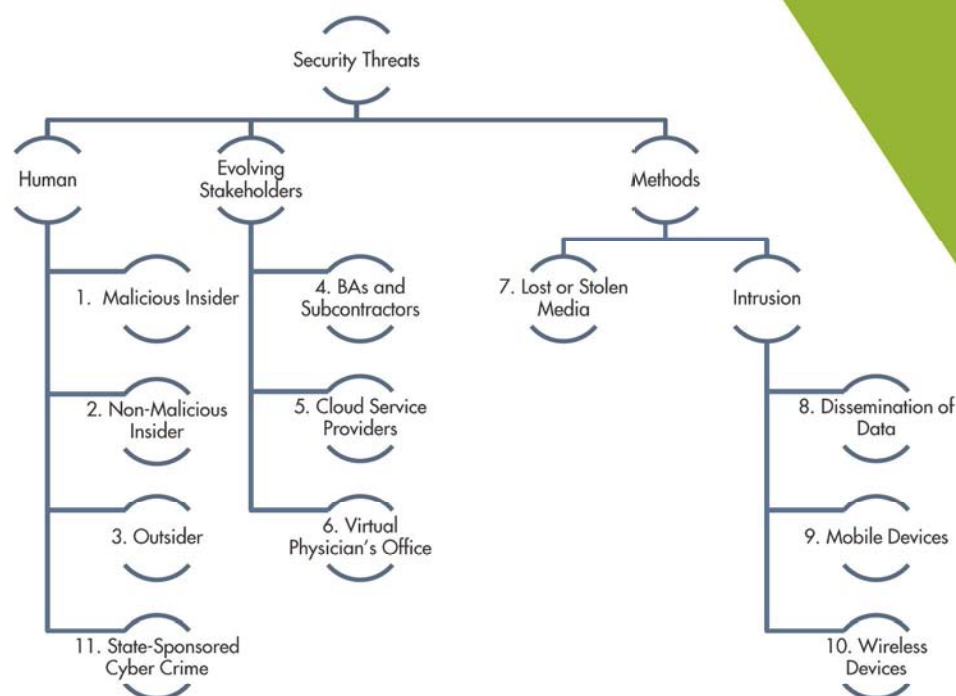 Security Threats
Human
Evolving
Stakeholders
Methods
1. Malicious Insider
4. BAs and
Subcontractors
7. Lost or Stolen
Media
Intrusion
2. Non-Malicious
Insider
5. Cloud Service
Providers
8. Dissemination of
Data
3. Outsider
6. Virtual
Physician's Office
9. Mobile Devices
11. State-Sponsored
Cyber Crime
10. Wireless
Devices